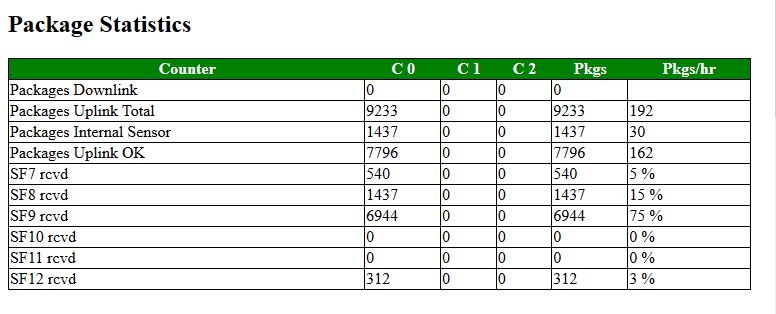 Package Statistics
Counter C 0 C 1 C 2 Pkgs Pkgs/hr
Packages Downlink 0 0 0 0
Packages Uplink Total 9233 0 0 9233 192
Packages Internal Sensor 1437 0 0 1437 30
Packages Uplink OK 7796 0 0 7796 162
SF7 rcvd 540 0 0 540 5 %
SF8 rcvd 1437 0 0 1437 15 %
SF9 rcvd 6944 0 0 6944 75 %
SF10 rcvd 0 0 0 0 0 %
SF11 rcvd 0 0 0 0 0 %
SF12 rcvd 312 0 0 312 3 %